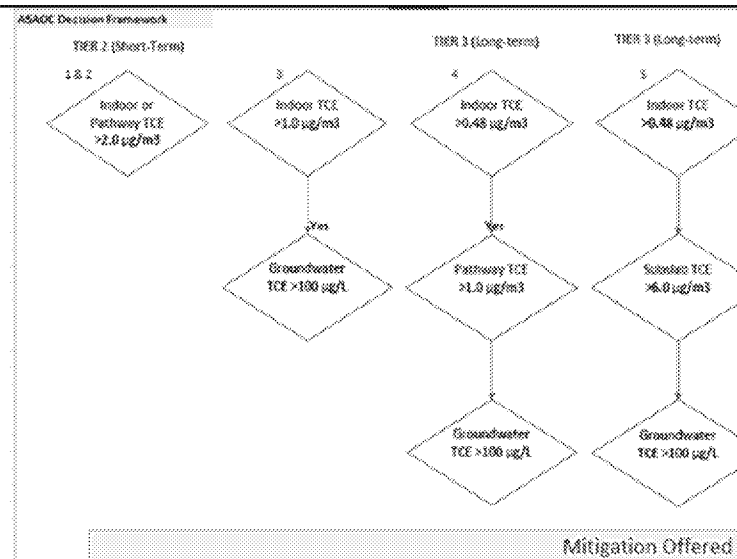 ASAOC Decision Framework
TIER 2 (Short-Term)
TIER 3 (Long-term)
TIER 3 (Long-term)
1 & 2
3
4
5
Indoor or
Pathway TCE
>2.0 µg/m3
Indoor TCE
>1.0 µg/m3
Indoor TCE
>0.48 µg/m3
Indoor TCE
>0.48 µg/m3
Yes
Yes
Groundwater
TCE >100 µg/L
Pathway TCE
>1.0 µg/m3
Subslab TCE
>6.0 µg/m3
Groundwater
TCE >100 µg/L
Groundwater
TCE >100 µg/L
Mitigation Offered